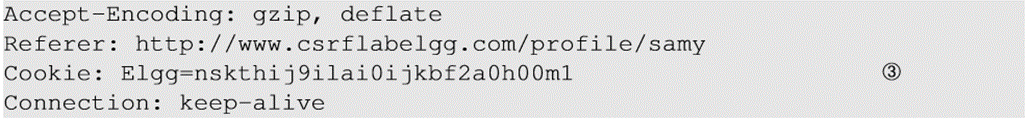 Accept-Encoding: gzip, deflate
Referer: http://www.csrflabelgg.com/profile/samy
Cookie: Elgg=nskthij9ilai0ijkbf2a0h00m1 ③
Connection: keep-alive